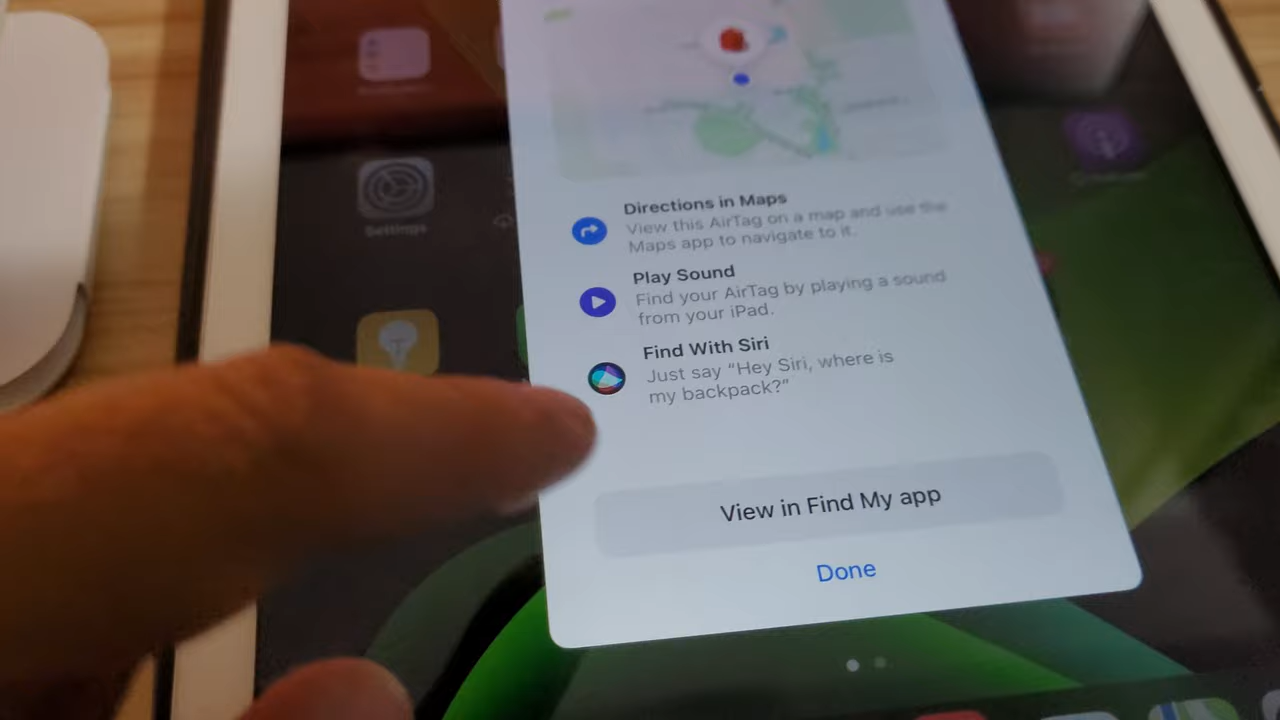 Directions in Maps
View this AirTag on a map and use the
Maps app to navigate to it.
Play Sound
Find your AirTag by playing a sound
from your iPad.
Find With Siri
Just say “Hey Siri, where is
my backpack?”
View in Find My app
Done
Settings